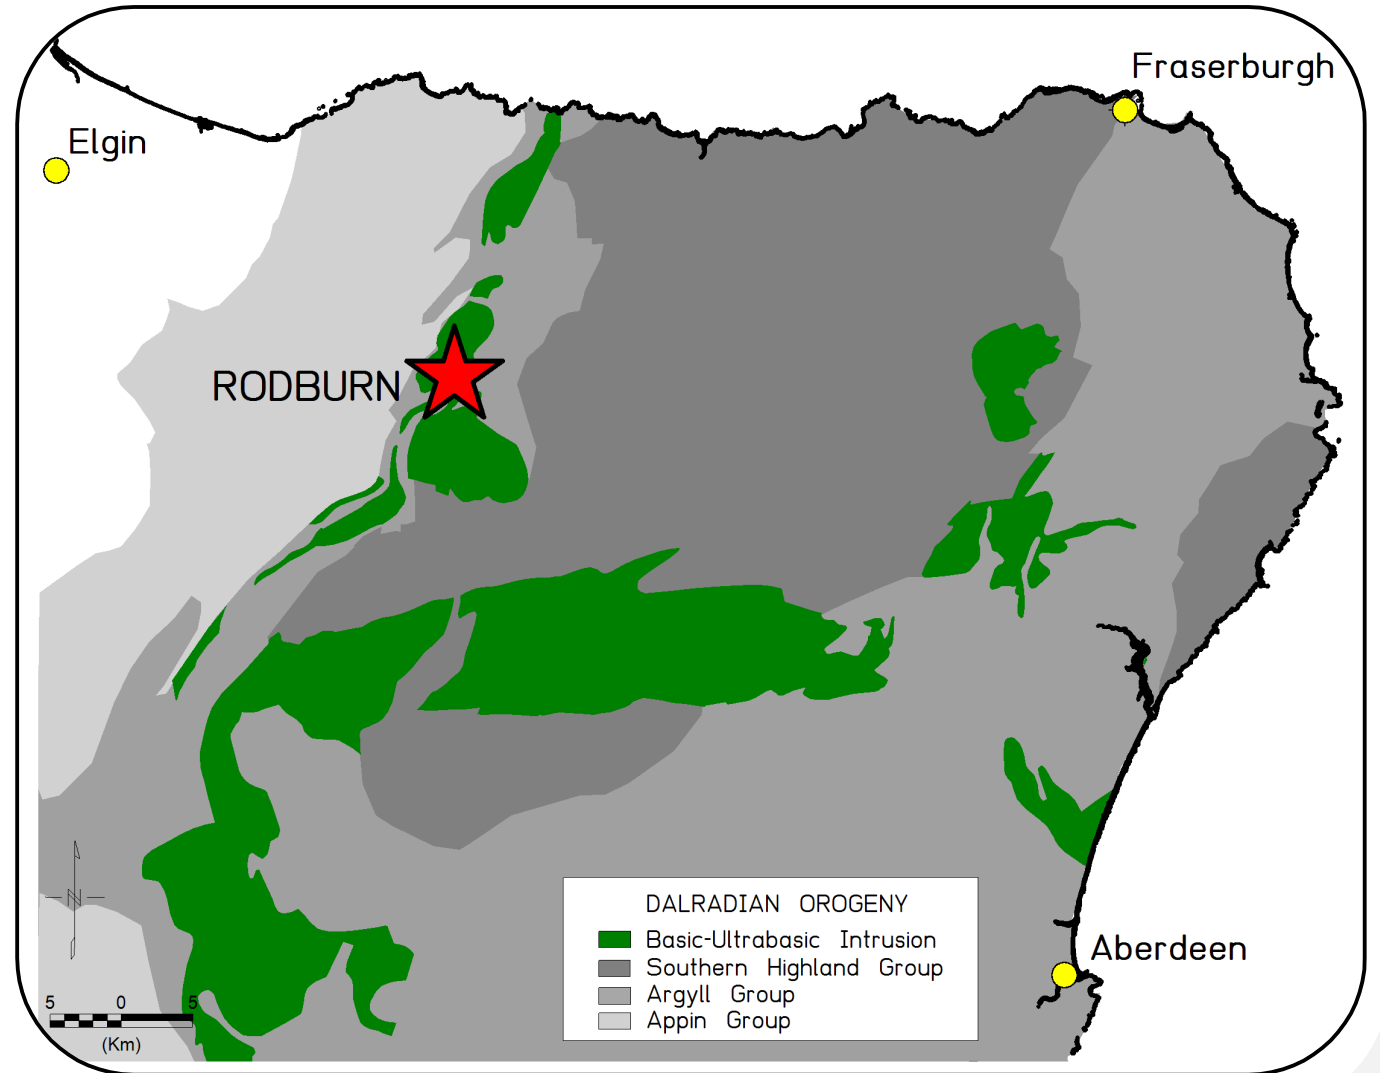 Fraserburgh
Elgin
RODBURN
DALRADIAN OROGENY
Basic-Ultrabasic Intrusion
Southern Highland Group
Argyll Group
Appin Group
Aberdeen
N
5 0 5
(Km)